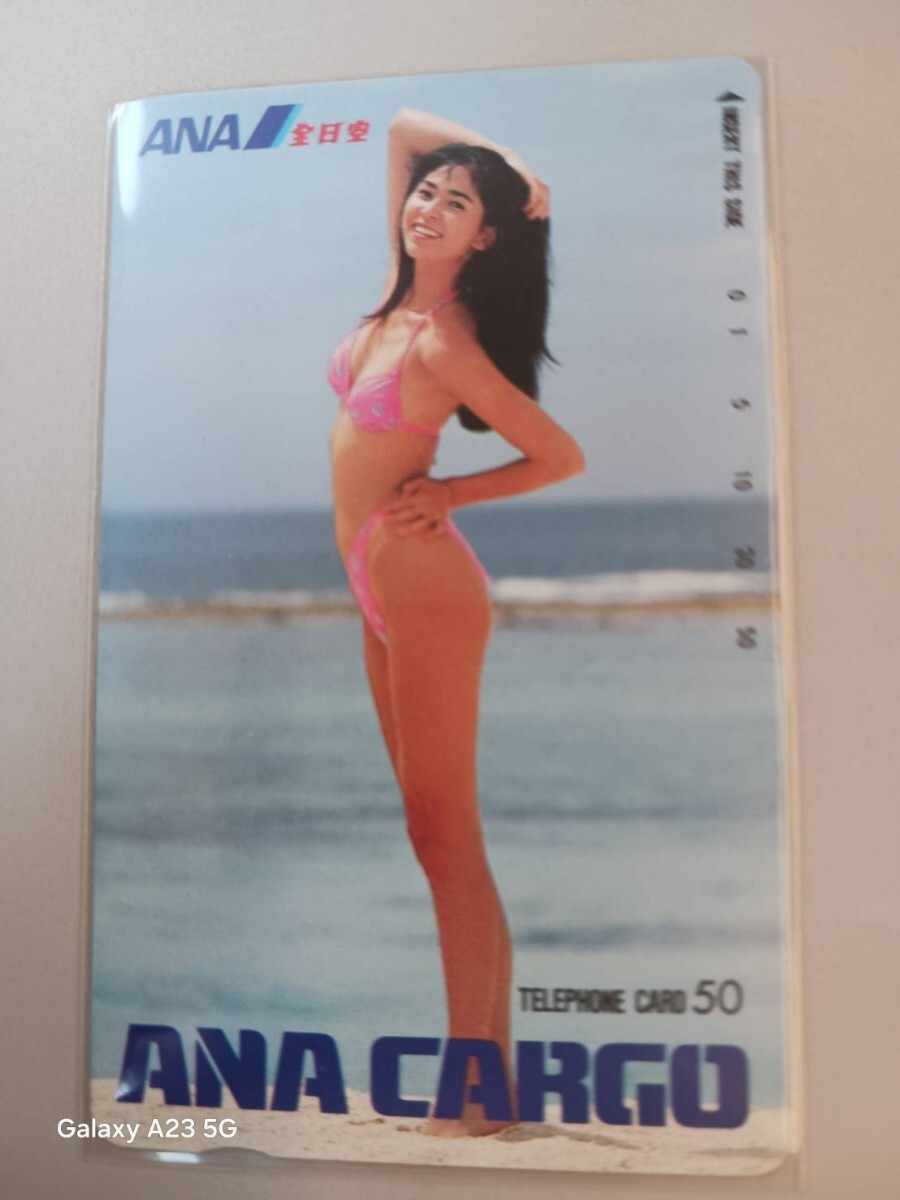 ANA 全日空
◀ INSERT THIS SIDE
0
1
5
10
30
50
TELEPHONE CARD 50
ANA CARGO
Galaxy A23 5G